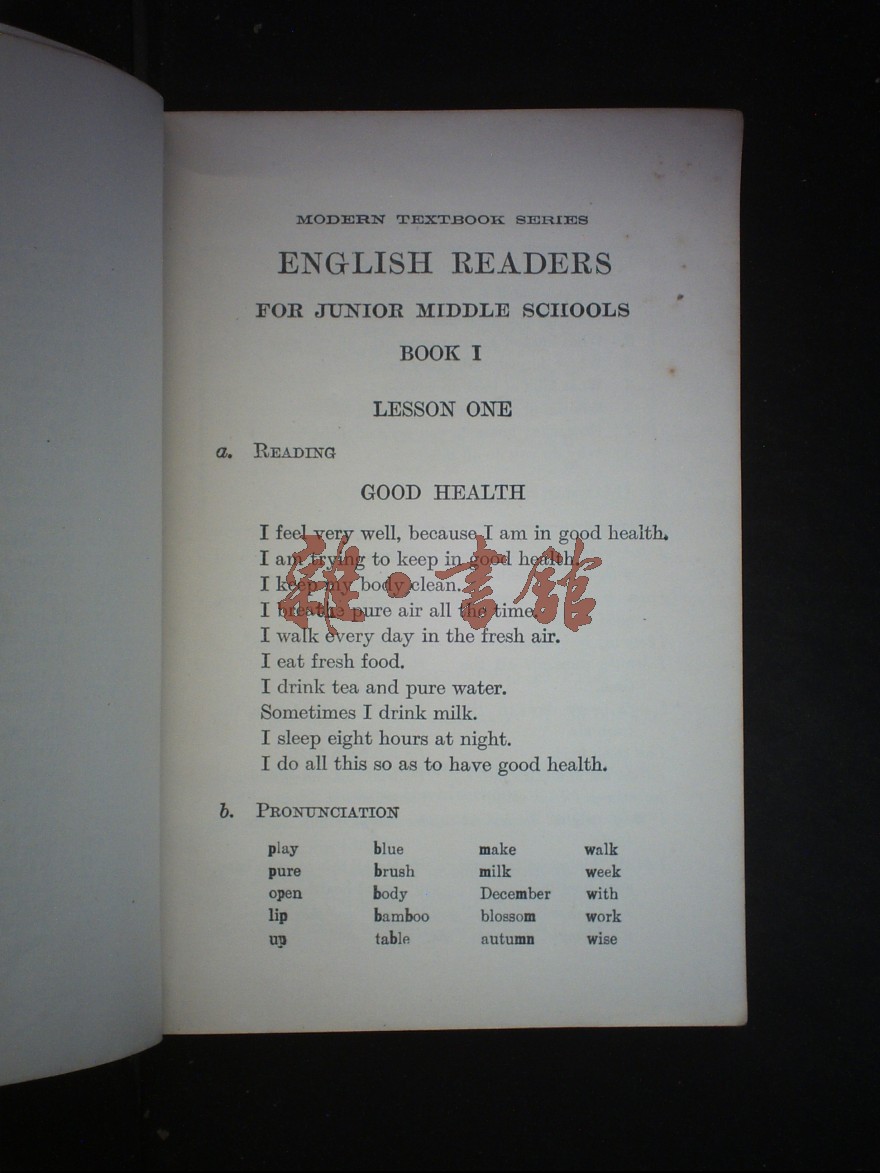 MODERN TEXTBOOK SERIES
ENGLISH READERS
FOR JUNIOR MIDDLE SCHOOLS
BOOK I
LESSON ONE
a. READING
GOOD HEALTH
I feel very well, because I am in good health.
I am trying to keep in good health.
I keep my body clean.
I breathe pure air all the time.
雜·書館
I walk every day in the fresh air.
I eat fresh food.
I drink tea and pure water.
Sometimes I drink milk.
I sleep eight hours at night.
I do all this so as to have good health.
b. PRONUNCIATION
play blue make walk
pure brush milk week
open body December with
lip bamboo blossom work
up table autumn wise